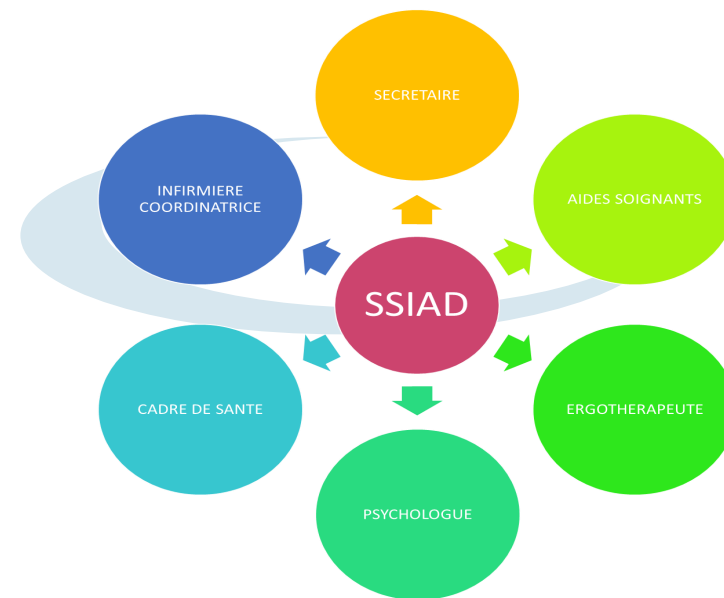 SECRETAIRE
INFIRMIERE
COORDINATRICE
AIDES SOIGNANTS
SSIAD
CADRE DE SANTE
ERGOTHERAPEUTE
PSYCHOLOGUE